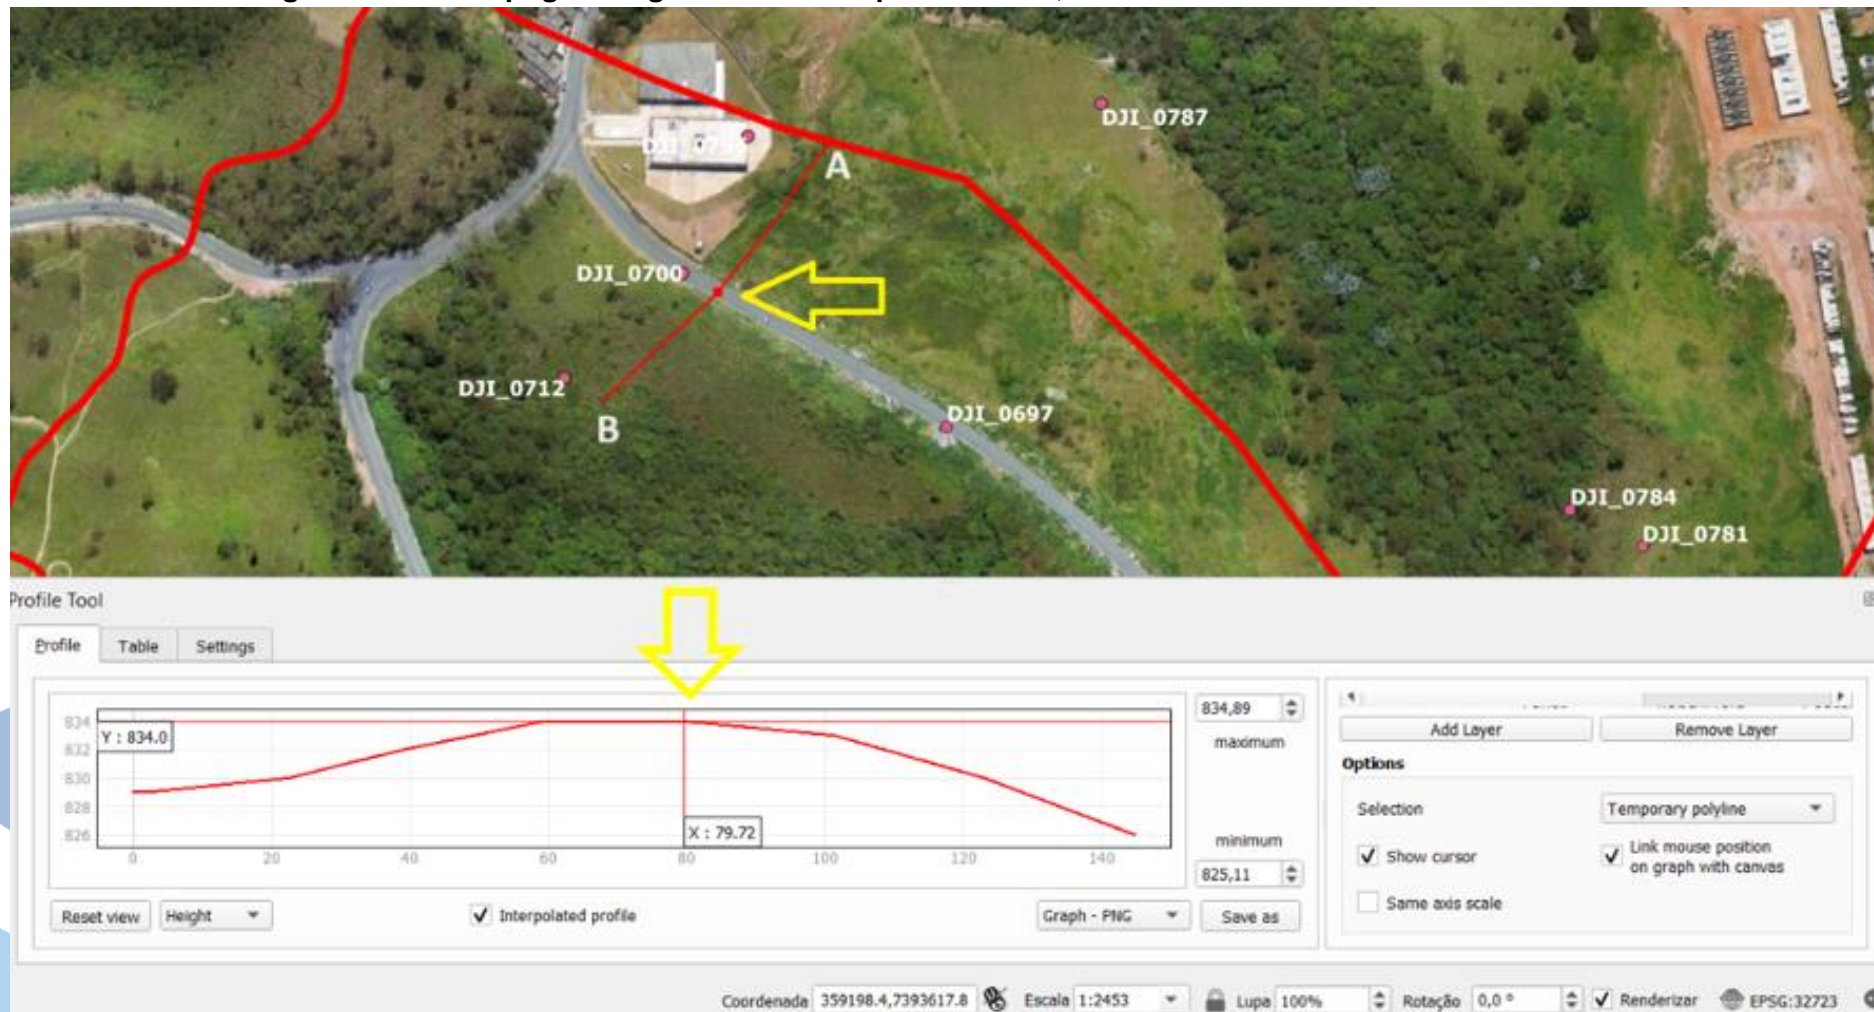 DJI_0787
A
DJI_0700
DJI_0712
B
DJI_0697
DJI_0784
DJI_0781
Profile Tool
Profile Table Settings
834
832
830
828
826
Y : 834.0
X : 79.72
0 20 40 60 80 100 120 140
834,89
maximum
minimum
825,11
Reset view Height Interpolated profile Graph - PNG Save as
Add Layer Remove Layer
Options
Selection Temporary polyline
Show cursor Link mouse position
on graph with canvas
Same axis scale
Coordenada 359198.4,7393617.8 Escala 1:2453 Lupa 100% Rotação 0,0 ° Renderizar EPSG:32723